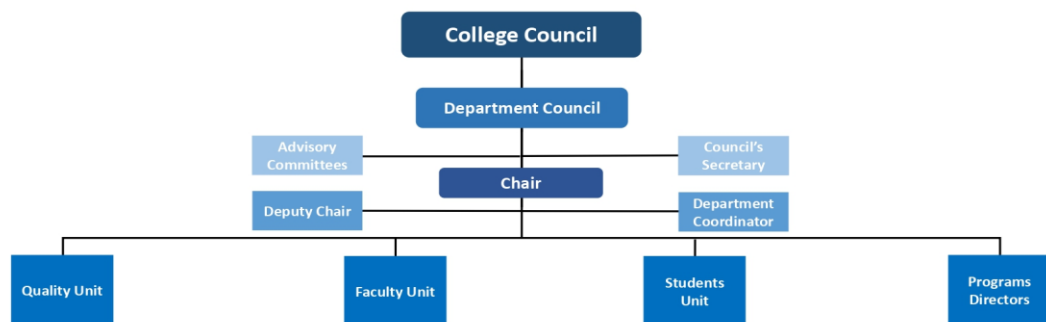 College Council
Department Council
Advisory
Committees
Council's
Secretary
Chair
Deputy Chair
Department
Coordinator
Quality Unit
Faculty Unit
Students
Unit
Programs
Directors